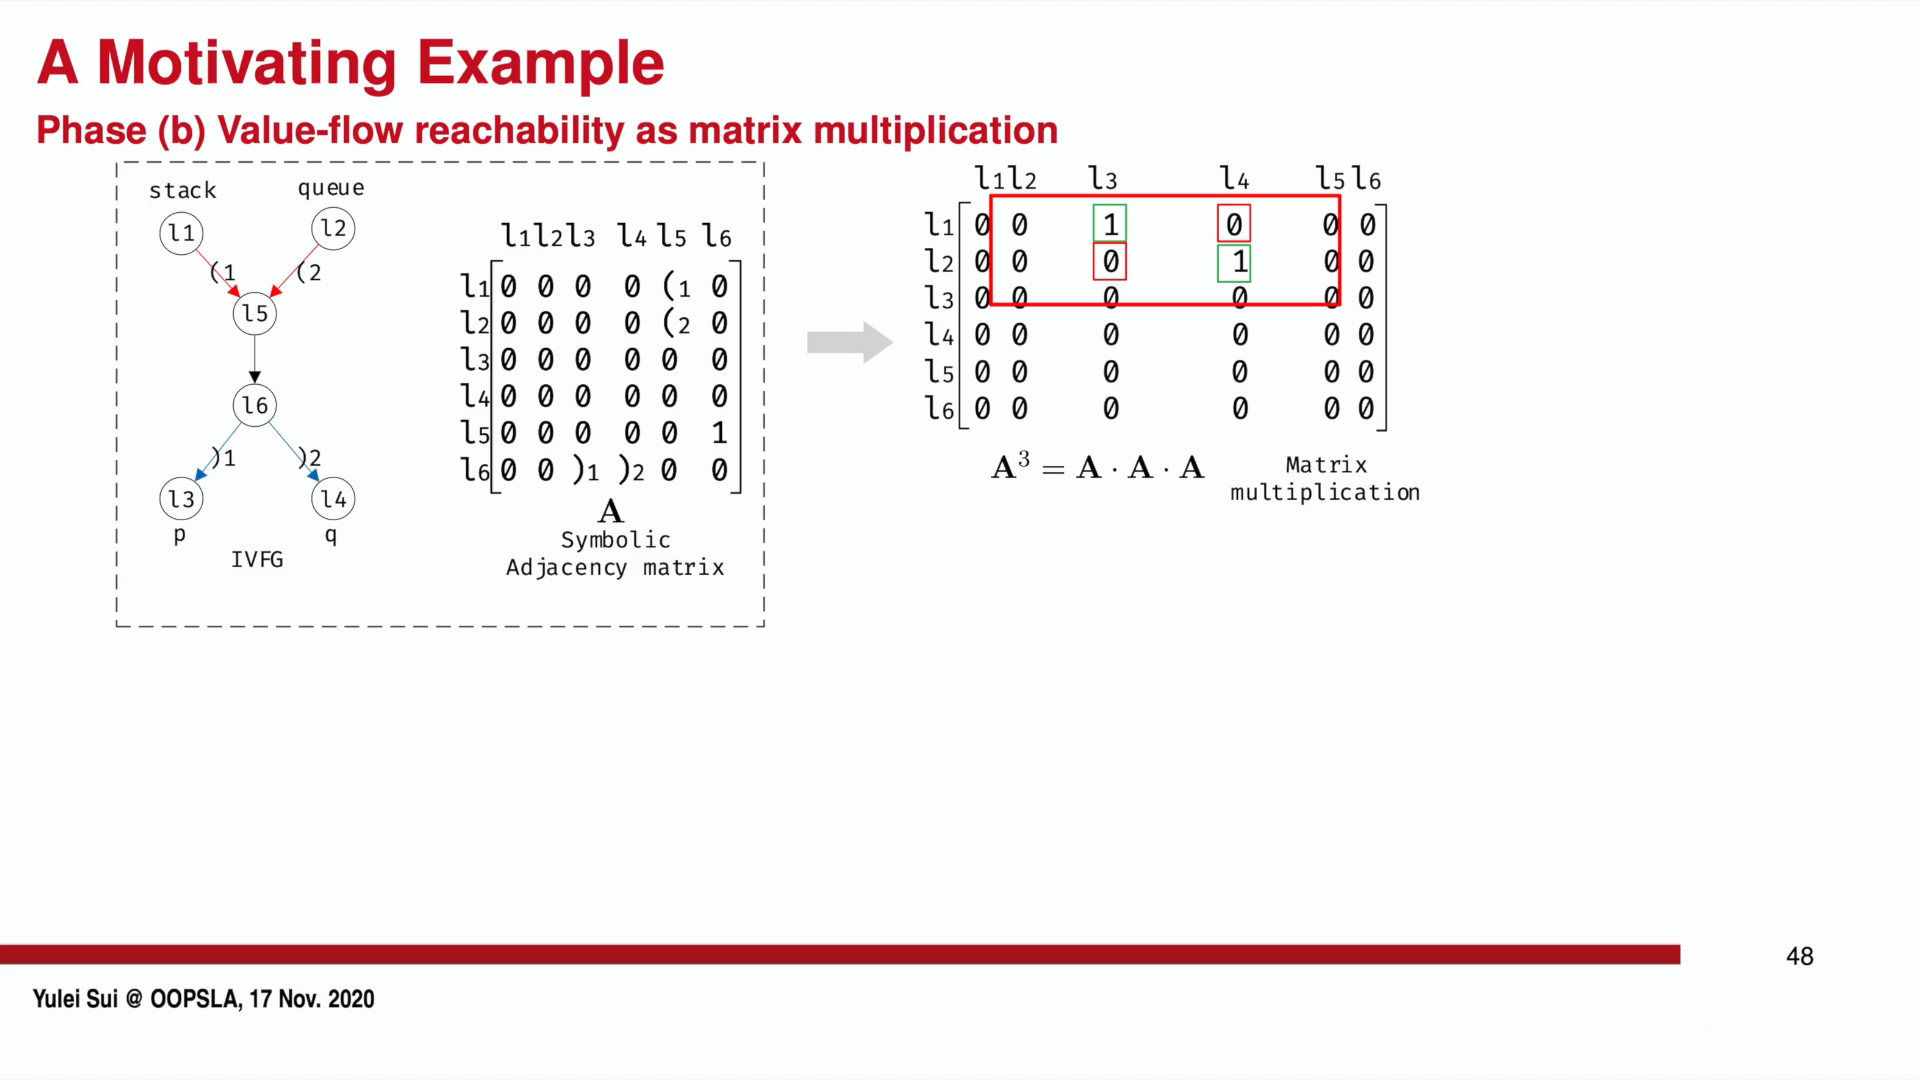 A Motivating Example
Phase (b) Value-flow reachability as matrix multiplication
stack queue
l1 l2
(1 (2
l5
l6
)1 )2
l3 l4
p q
IVFG
l1 l2 l3 l4 l5 l6
l1 0 0 0 0 (1 0
l2 0 0 0 0 (2 0
l3 0 0 0 0 0 0
l4 0 0 0 0 0 0
l5 0 0 0 0 0 1
l6 0 0 )1 )2 0 0
A
Symbolic
Adjacency matrix
l1 l2 l3 l4 l5 l6
l1 0 0 1 0 0 0
l2 0 0 0 1 0 0
l3 0 0 0 0 0 0
l4 0 0 0 0 0 0
l5 0 0 0 0 0 0
l6 0 0 0 0 0 0
A³ = A · A · A
Matrix
multiplication
48
Yulei Sui @ OOPSLA, 17 Nov. 2020